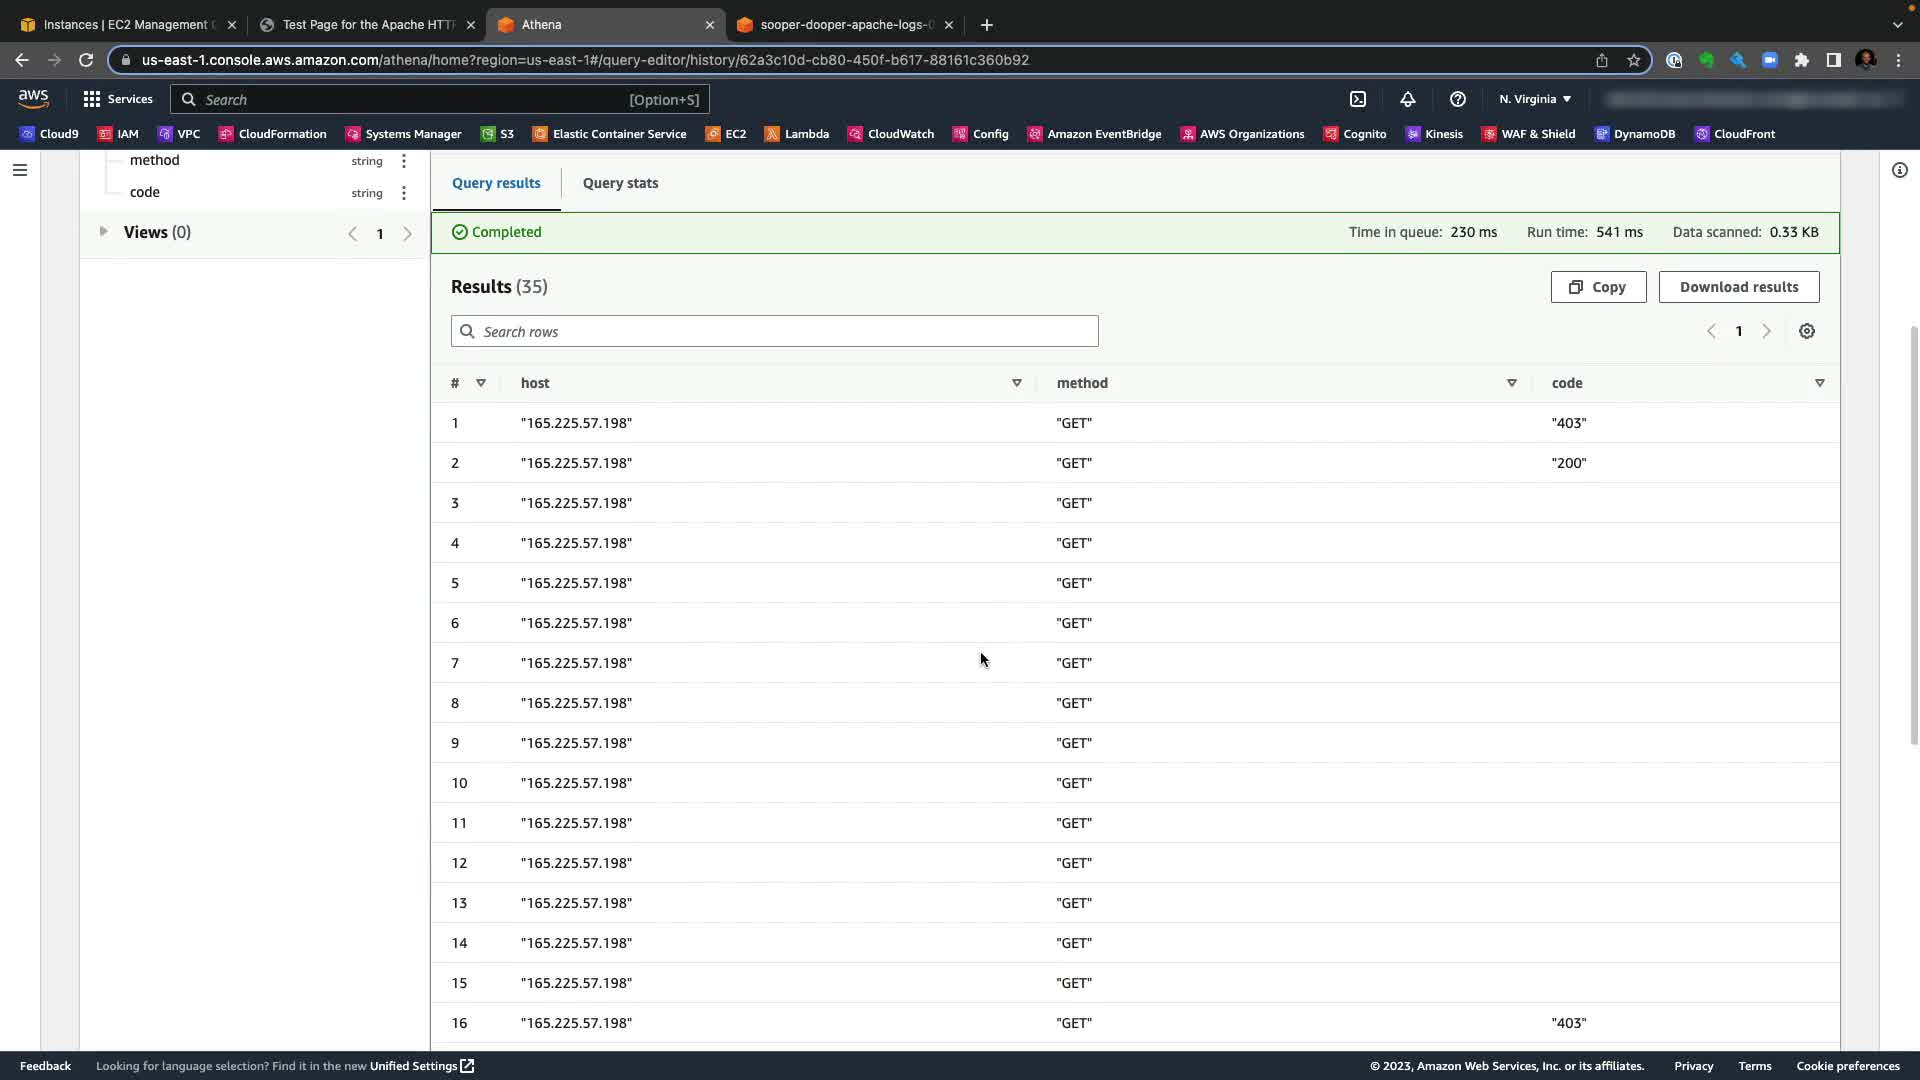 Instances | EC2 Management
Test Page for the Apache HTT
Athena
sooper-dooper-apache-logs-
us-east-1.console.aws.amazon.com/athena/home?region=us-east-1#/query-editor/history/62a3c10d-cb80-450f-b617-88161c360b92
aws
Services
Search
[Option+S]
N. Virginia
Cloud9
IAM
VPC
CloudFormation
Systems Manager
S3
Elastic Container Service
EC2
Lambda
CloudWatch
Config
Amazon EventBridge
AWS Organizations
Cognito
Kinesis
WAF & Shield
DynamoDB
CloudFront
method string
code string
Views (0)
1
Query results
Query stats
Completed
Time in queue: 230 ms
Run time: 541 ms
Data scanned: 0.33 KB
Results (35)
Copy
Download results
Search rows
1
# host method code
1 "165.225.57.198" "GET" "403"
2 "165.225.57.198" "GET" "200"
3 "165.225.57.198" "GET"
4 "165.225.57.198" "GET"
5 "165.225.57.198" "GET"
6 "165.225.57.198" "GET"
7 "165.225.57.198" "GET"
8 "165.225.57.198" "GET"
9 "165.225.57.198" "GET"
10 "165.225.57.198" "GET"
11 "165.225.57.198" "GET"
12 "165.225.57.198" "GET"
13 "165.225.57.198" "GET"
14 "165.225.57.198" "GET"
15 "165.225.57.198" "GET"
16 "165.225.57.198" "GET" "403"
Feedback
Looking for language selection? Find it in the new Unified Settings
© 2023, Amazon Web Services, Inc. or its affiliates.
Privacy
Terms
Cookie preferences